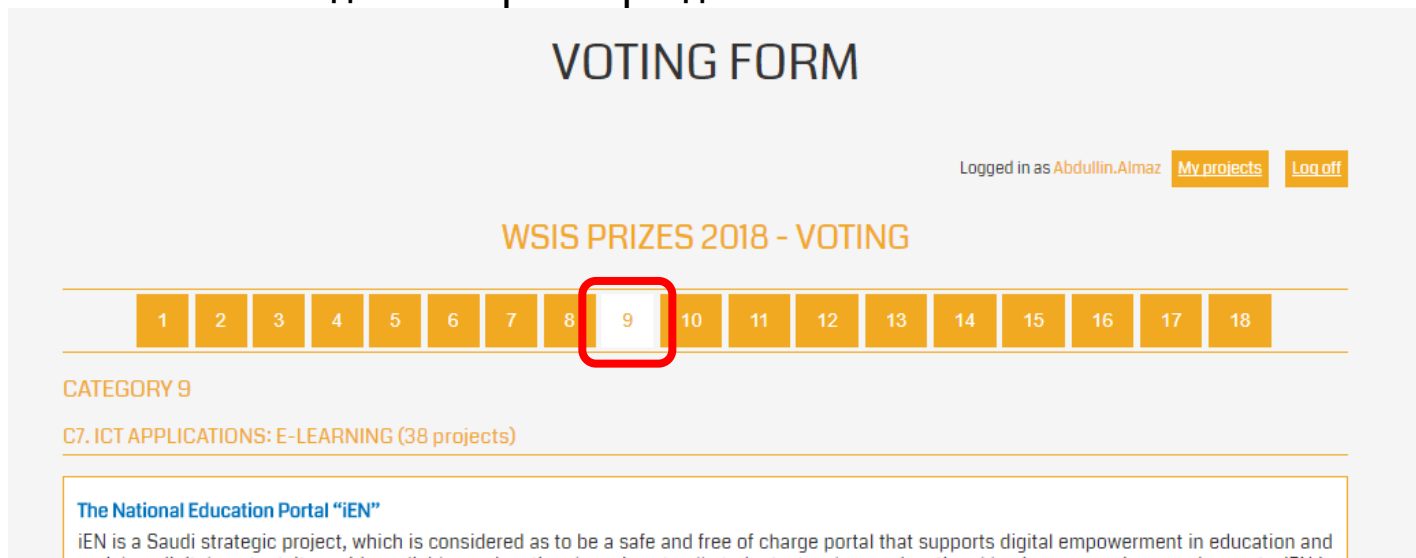 VOTING FORM
Logged in as Abdullin.Almaz My projects Log off
WSIS PRIZES 2018 - VOTING
1 2 3 4 5 6 7 8 9 10 11 12 13 14 15 16 17 18
CATEGORY 9
C7. ICT APPLICATIONS: E-LEARNING (38 projects)
The National Education Portal “iEN”
iEN is a Saudi strategic project, which is considered as to be a safe and free of charge portal that supports digital empowerment in education and